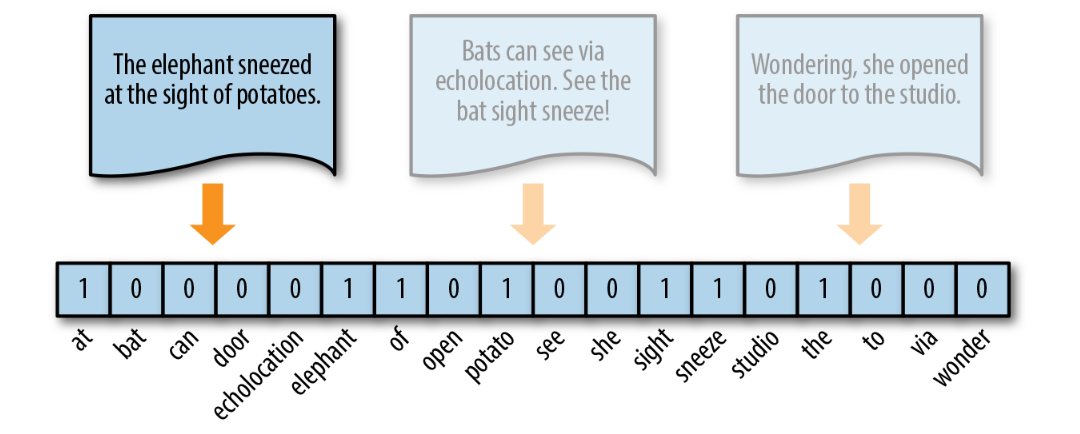 The elephant sneezed
at the sight of potatoes.
Bats can see via
echolocation. See the
bat sight sneeze!
Wondering, she opened
the door to the studio.
1 0 0 0 0 1 1 0 1 0 0 1 1 0 1 0 0 0
at bat can door echolocation elephant of open potato see she sight sneeze studio the to via wonder